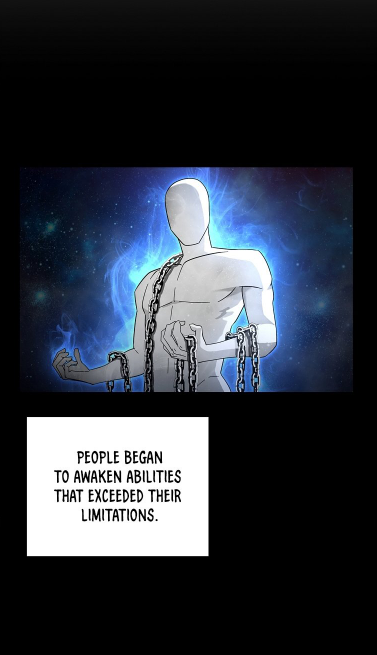 PEOPLE BEGAN
TO AWAKEN ABILITIES
THAT EXCEEDED THEIR
LIMITATIONS.